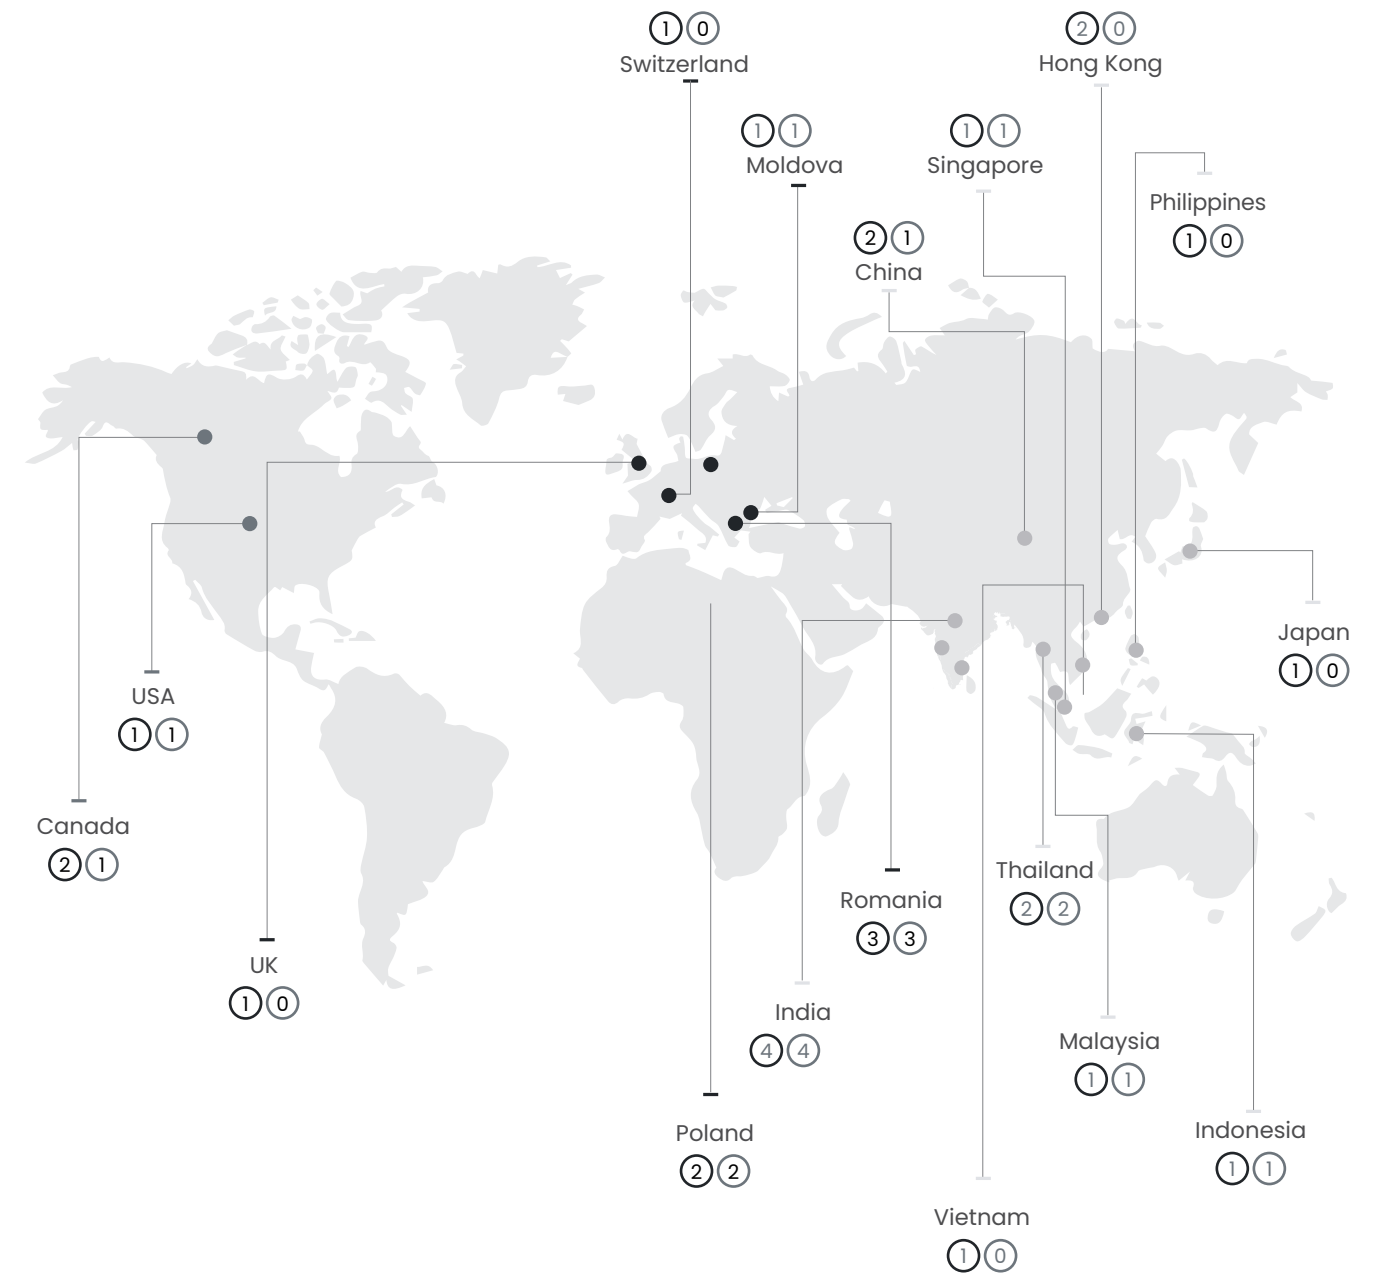 1 0
Switzerland
2 0
Hong Kong
1 1
Moldova
1 1
Singapore
Philippines
1 0
2 1
China
Japan
1 0
USA
1 1
Canada
2 1
Thailand
2 2
Romania
3 3
UK
1 0
India
4 4
Malaysia
1 1
Poland
2 2
Indonesia
1 1
Vietnam
1 0